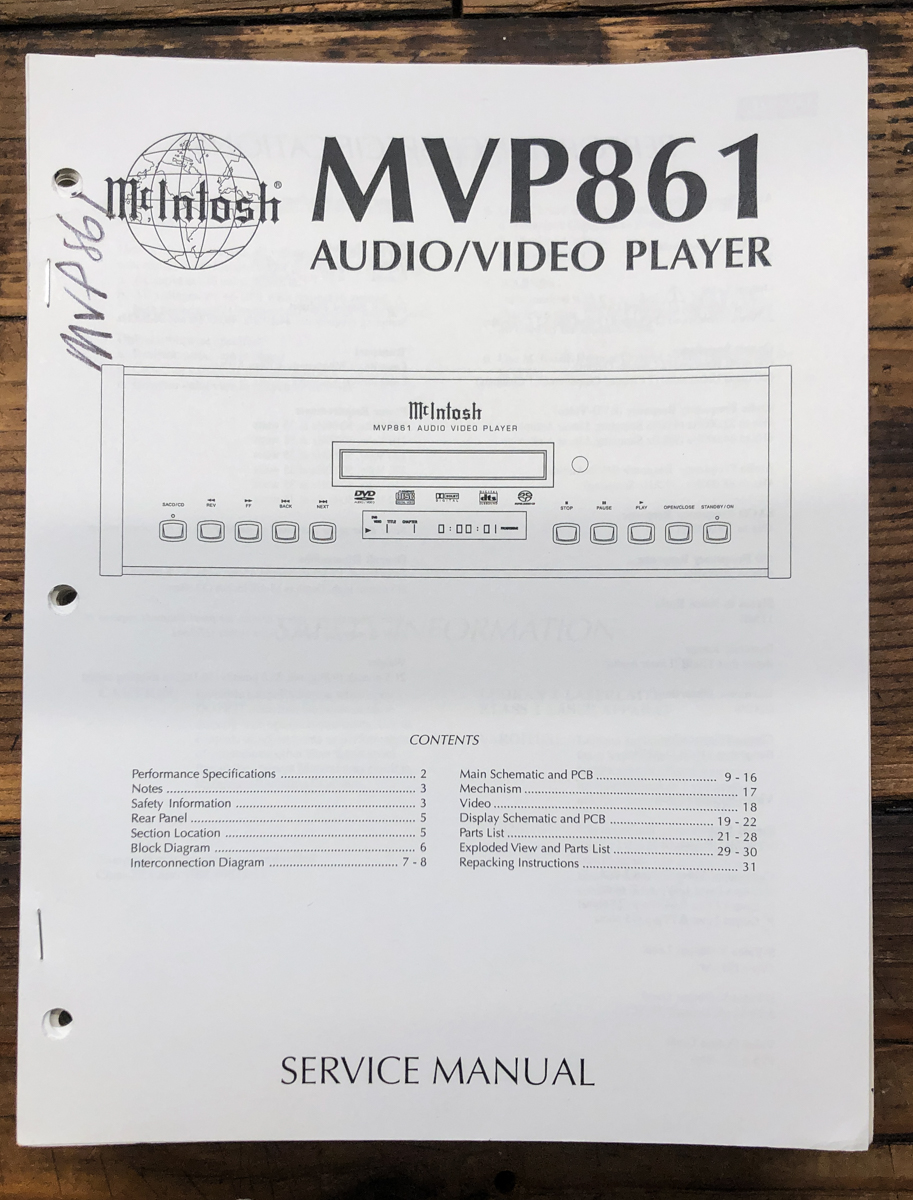 McIntosh®
MVP861
AUDIO/VIDEO PLAYER
MVP861
McIntosh
MVP861 AUDIO VIDEO PLAYER
DVD
dts
SACD/CD
REV
FF
BACK
NEXT
TITLE CHAPTER
0:00:01
STOP
PAUSE
PLAY
OPEN/CLOSE
STANDBY/ON
CONTENTS
Performance Specifications ........................................ 2
Notes ........................................ 3
Safety Information ........................................ 3
Rear Panel ........................................ 5
Section Location ........................................ 5
Block Diagram ........................................ 6
Interconnection Diagram ........................................ 7 - 8
Main Schematic and PCB ........................................ 9 - 16
Mechanism ........................................ 17
Video ........................................ 18
Display Schematic and PCB ........................................ 19 - 22
Parts List ........................................ 21 - 28
Exploded View and Parts List ........................................ 29 - 30
Repacking Instructions ........................................ 31
SERVICE MANUAL